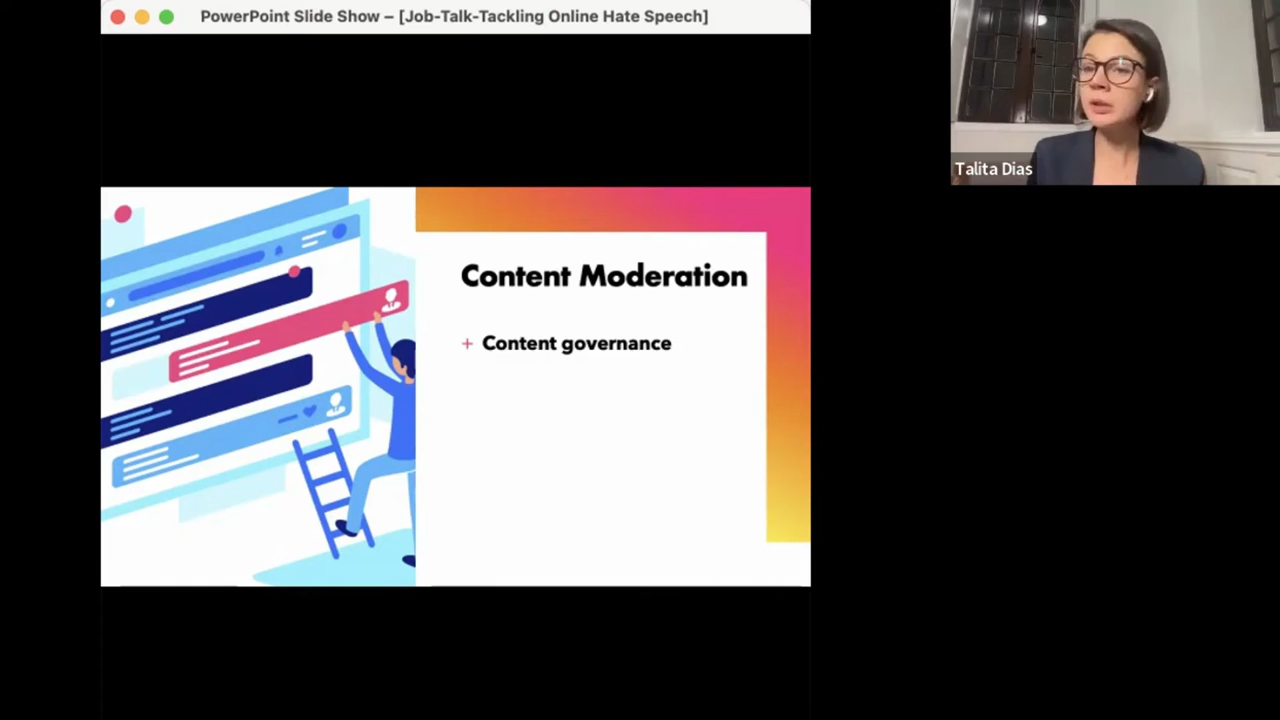 PowerPoint Slide Show – [Job-Talk-Tackling Online Hate Speech]
Talita Dias
Content Moderation
+ Content governance